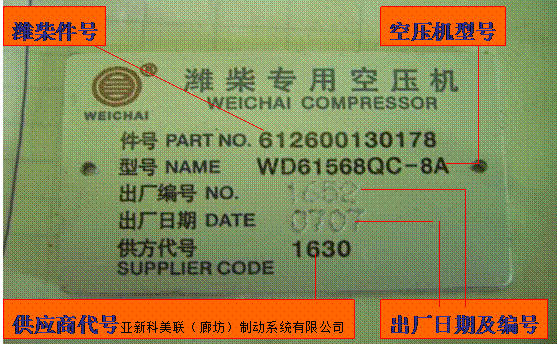 潍柴件号
空压机型号
®
潍柴专用空压机
WEICHAI
WEICHAI COMPRESSOR
件号 PART NO. 612600130178
型号 NAME WD61568QC-8A
出厂编号 NO. 1652
出厂日期 DATE 0707
供方代号 1630
SUPPLIER CODE
供应商代号亚新科美联（廊坊）制动系统有限公司
出厂日期及编号